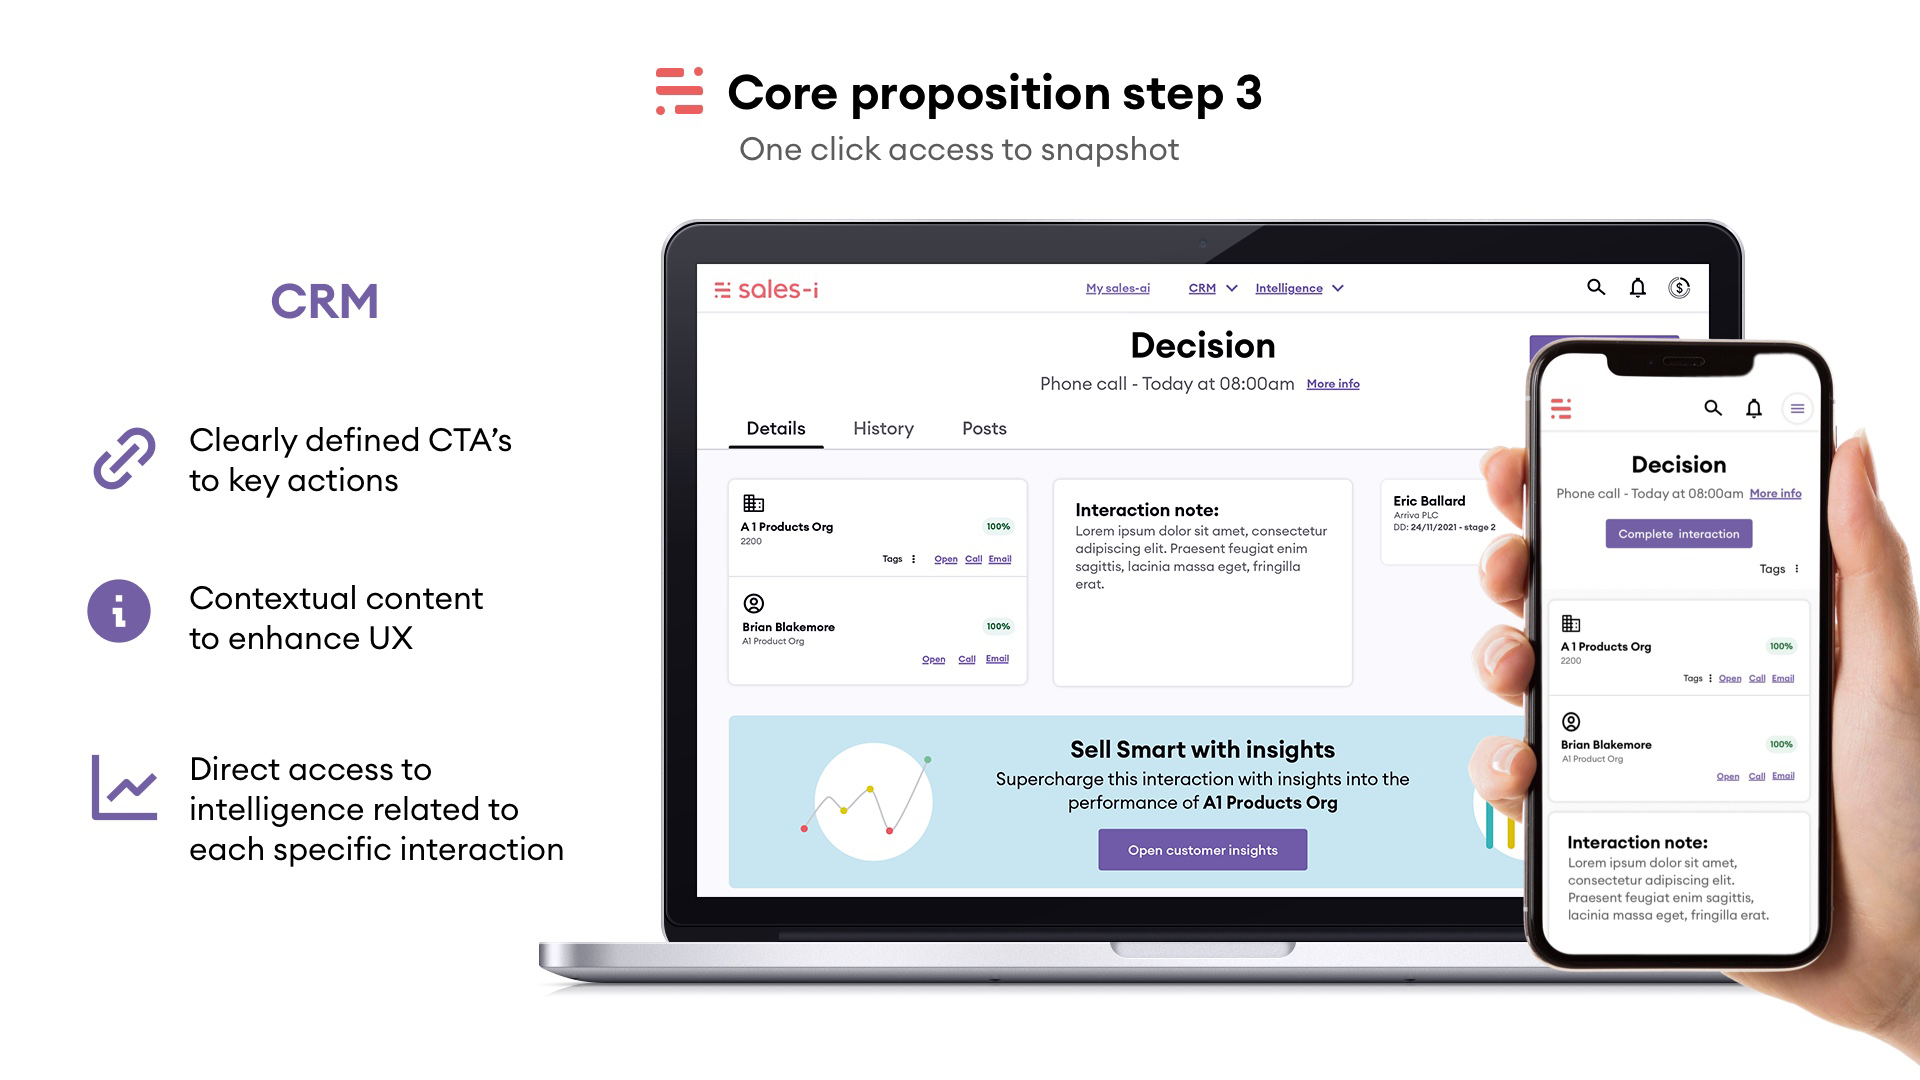 Core proposition step 3
One click access to snapshot
CRM
Clearly defined CTA's
to key actions
Contextual content
to enhance UX
Direct access to
intelligence related to
each specific interaction
sales-i
My sales-ai CRM Intelligence
Decision
Phone call - Today at 08:00am More info
Details History Posts
A 1 Products Org
100%
2200
Tags Open Call Email
Brian Blakemore
100%
A1 Product Org
Open Call Email
Interaction note:
Lorem ipsum dolor sit amet, consectetur
adipiscing elit. Praesent feugiat enim
sagittis, lacinia massa eget, fringilla
erat.
Eric Ballard
Arriva PLC
DD: 24/11/2021 - stage 2
Sell Smart with insights
Supercharge this interaction with insights into the
performance of A1 Products Org
Open customer insights
Decision
Phone call - Today at 08:00am More info
Complete interaction
Tags
A 1 Products Org
100%
2200
Tags Open Call Email
Brian Blakemore
100%
A1 Product Org
Open Call Email
Interaction note:
Lorem ipsum dolor sit amet,
consectetur adipiscing elit.
Praesent feugiat enim sagittis,
lacinia massa eget, fringilla erat.